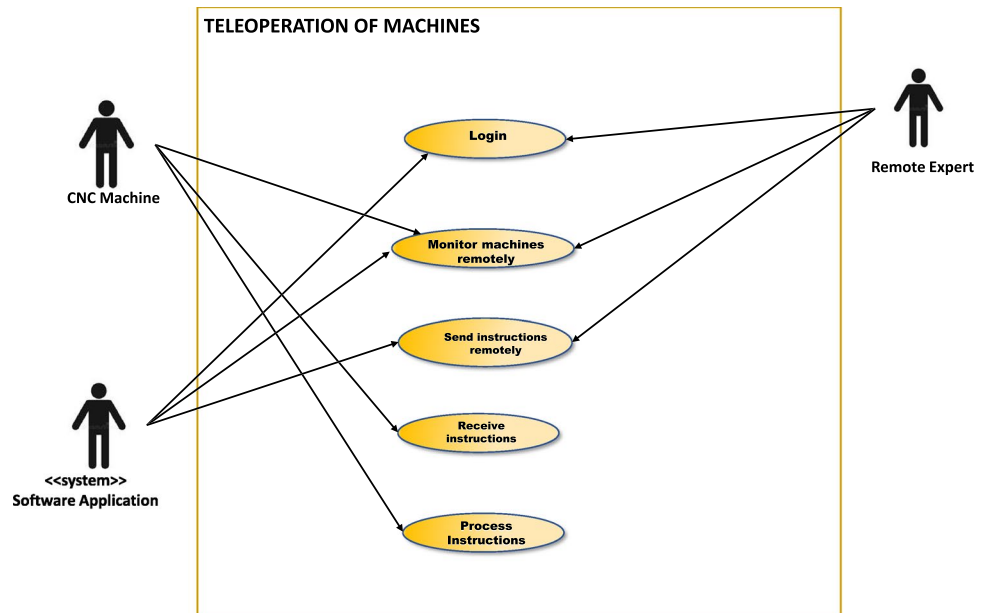 TELEOPERATION OF MACHINES
CNC Machine
Login
Remote Expert
Monitor machines
remotely
Send instructions
remotely
Receive
instructions
<<system>>
Software Application
Process
Instructions